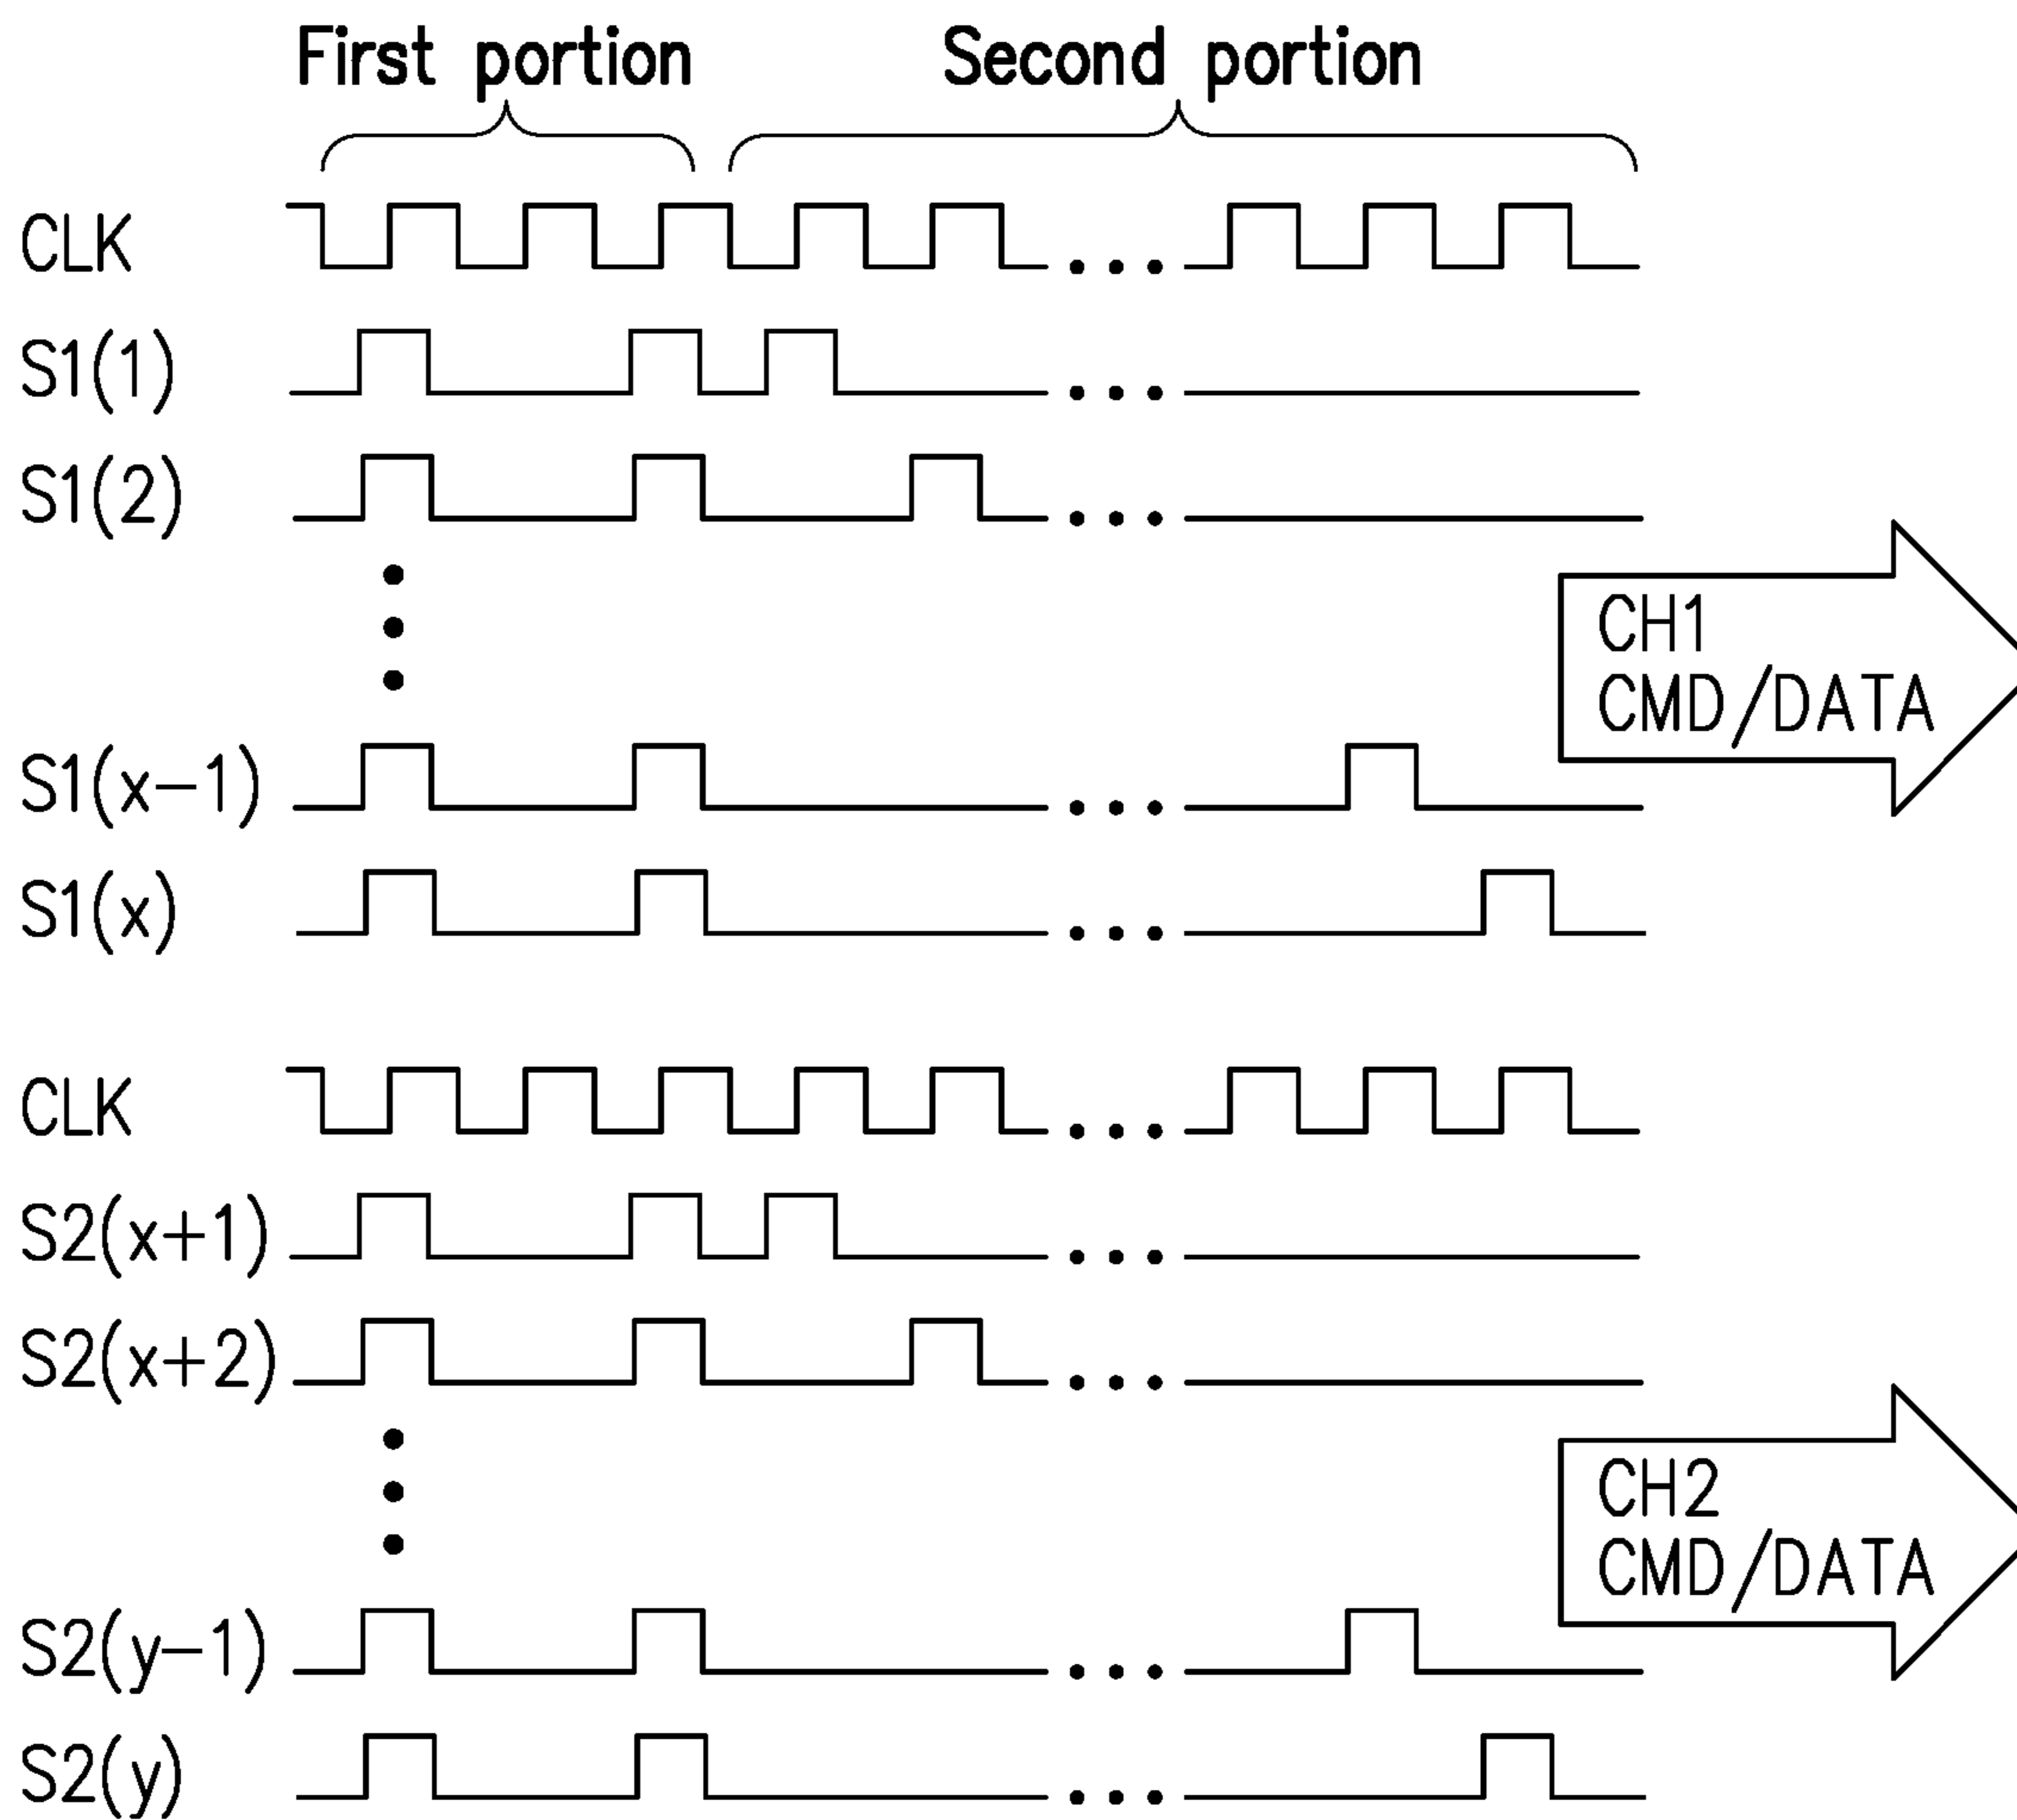 First portion Second portion
CLK
S1(1)
S1(2)
CH1
CMD/DATA
S1(x-1)
S1(x)
CLK
S2(x+1)
S2(x+2)
CH2
CMD/DATA
S2(y-1)
S2(y)